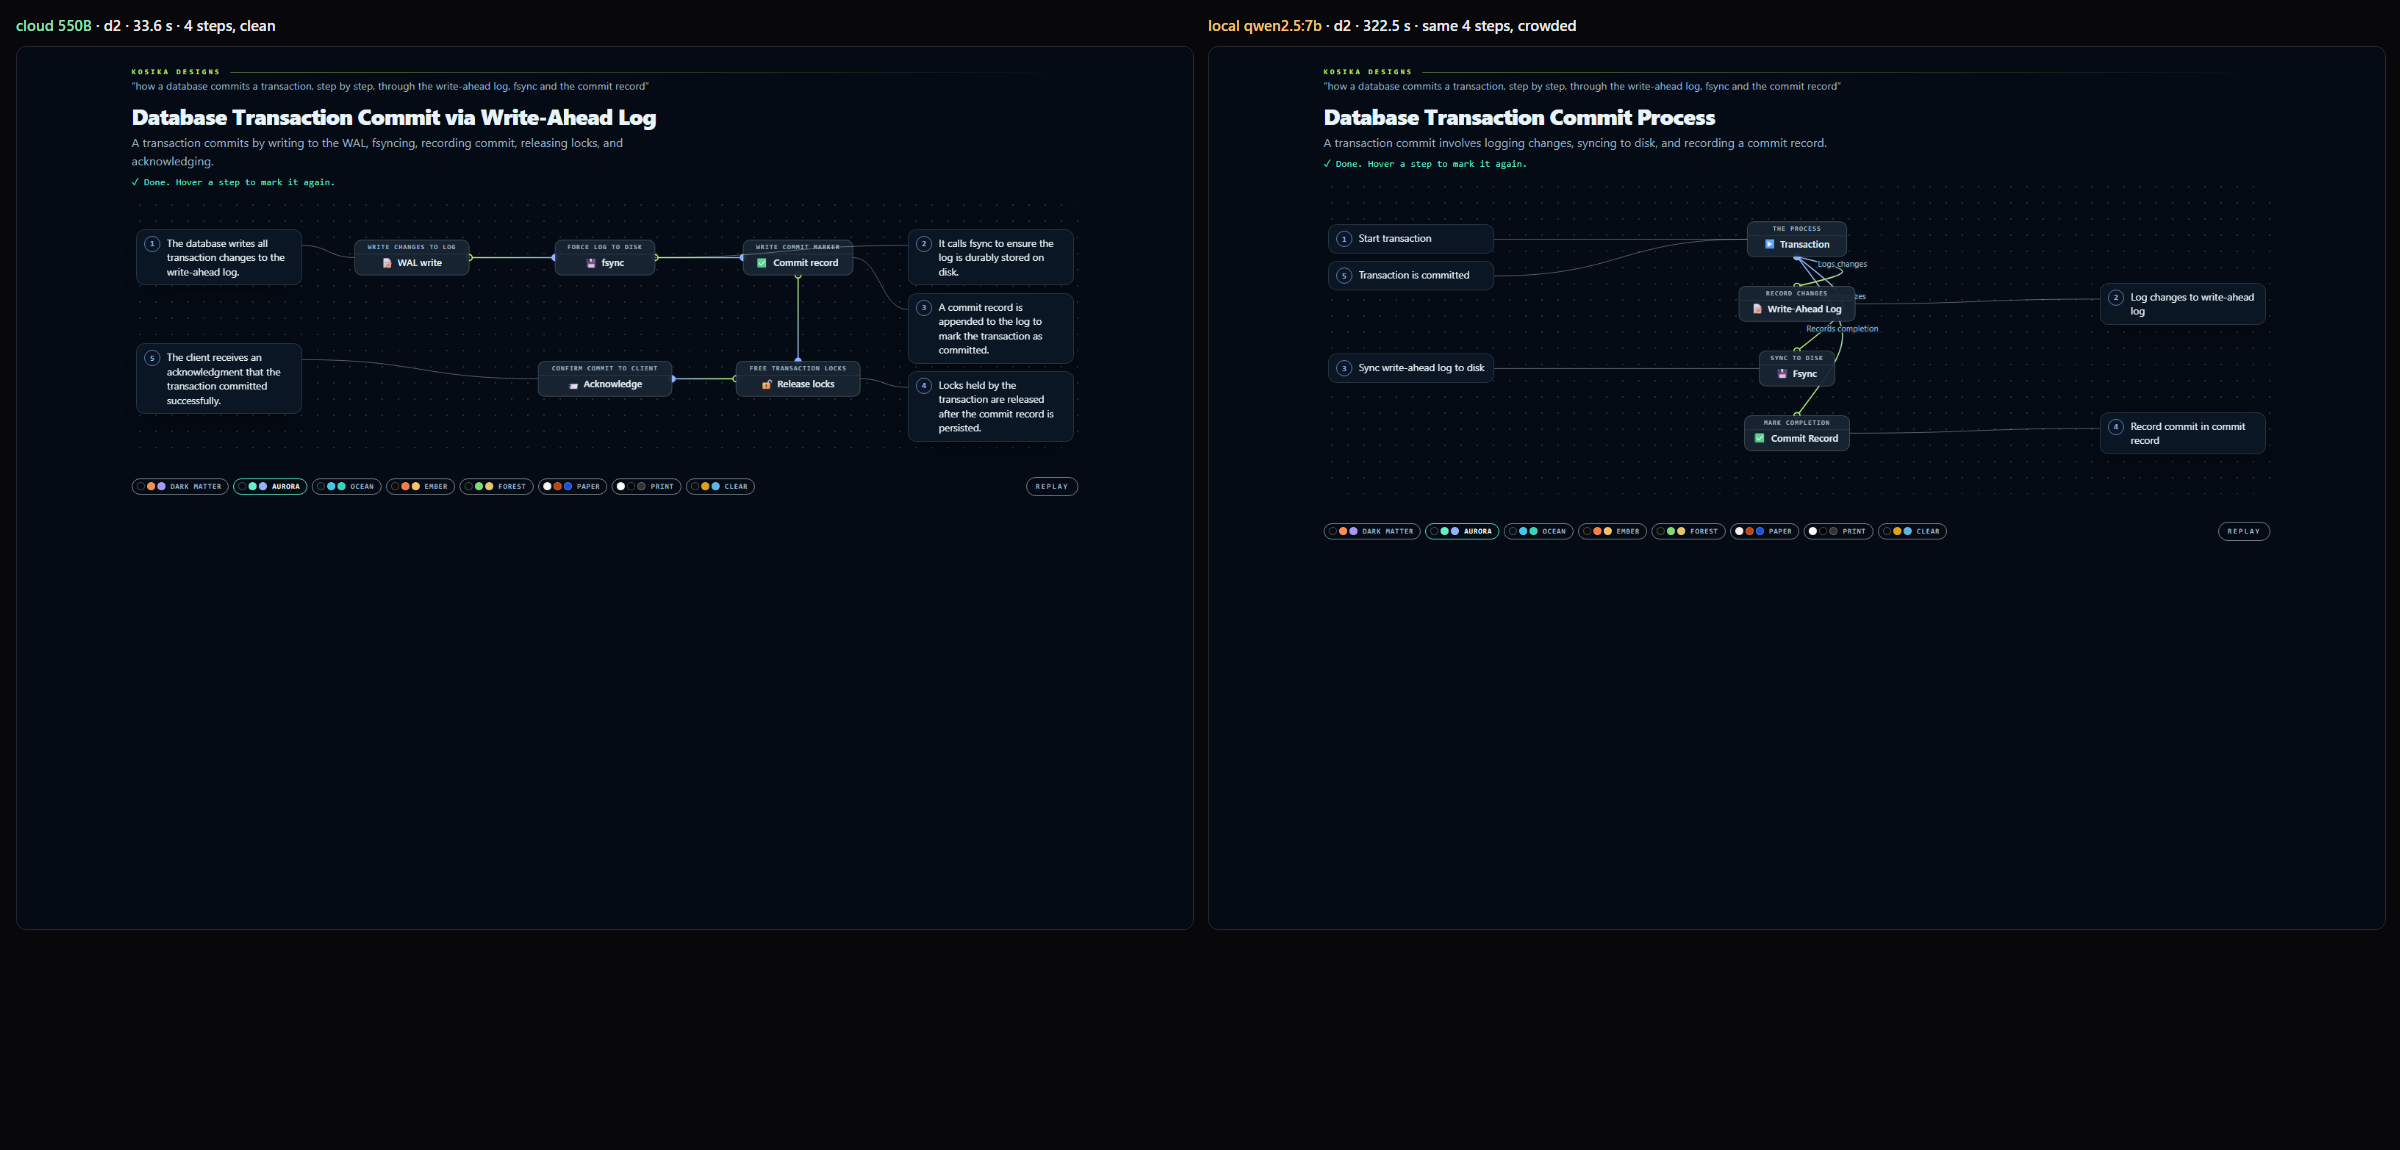 cloud 550B · d2 · 33.6 s · 4 steps, clean
KOSIKA DESIGNS
"how a database commits a transaction, step by step, through the write-ahead log, fsync and the commit record"
Database Transaction Commit via Write-Ahead Log
A transaction commits by writing to the WAL, fsyncing, recording commit, releasing locks, and
acknowledging.
✓ Done. Hover a step to mark it again.
1 The database writes all
transaction changes to the
write-ahead log.
WRITE CHANGES TO LOG
WAL write
FORCE LOG TO DISK
fsync
WRITE COMMIT MARKER
Commit record
2 It calls fsync to ensure the
log is durably stored on
disk.
3 A commit record is
appended to the log to
mark the transaction as
committed.
5 The client receives an
acknowledgment that the
transaction committed
successfully.
CONFIRM COMMIT TO CLIENT
Acknowledge
FREE TRANSACTION LOCKS
Release locks
4 Locks held by the
transaction are released
after the commit record is
persisted.
DARK MATTER AURORA OCEAN EMBER FOREST PAPER PRINT CLEAR REPLAY
local qwen2.5:7b · d2 · 322.5 s · same 4 steps, crowded
KOSIKA DESIGNS
"how a database commits a transaction, step by step, through the write-ahead log, fsync and the commit record"
Database Transaction Commit Process
A transaction commit involves logging changes, syncing to disk, and recording a commit record.
✓ Done. Hover a step to mark it again.
1 Start transaction
5 Transaction is committed
THE PROCESS
Transaction
Logs changes
RECORD CHANGES
Write-Ahead Log
2 Log changes to write-ahead
log
Records completion
3 Sync write-ahead log to disk
SYNC TO DISK
Fsync
MARK COMPLETION
Commit Record
4 Record commit in commit
record
DARK MATTER AURORA OCEAN EMBER FOREST PAPER PRINT CLEAR REPLAY